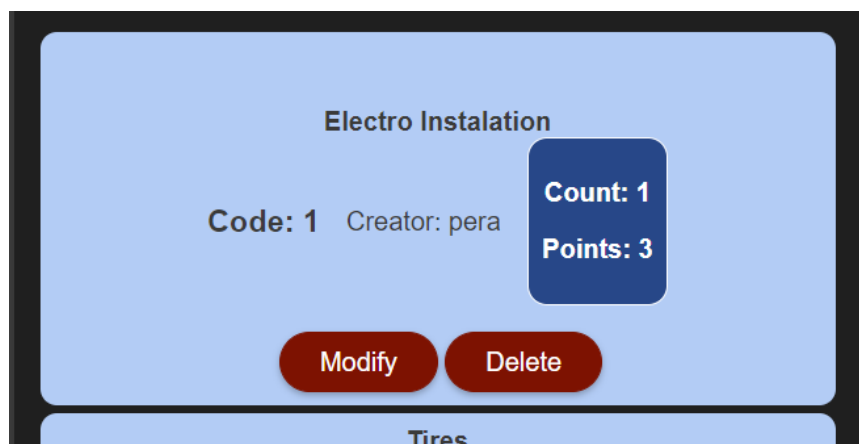 Electro Instalation
Count: 1
Code: 1 Creator: pera
Points: 3
Modify Delete
Tires